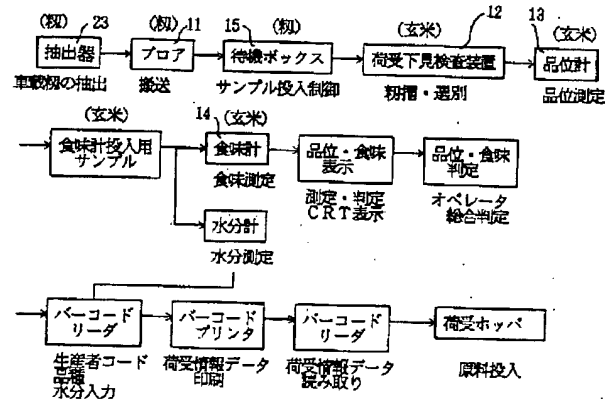 (籾) 23
抽出器
車載籾の抽出
11
ブロア
搬送
15 (籾)
待機ボックス
サンプル投入制御
(玄米) 12
荷受下見検査装置
籾摺・選別
13 (玄米)
品位計
品位測定
(玄米)
食味計投入用
サンプル
14 (玄米)
食味計
食味測定
品位・食味
表示
測定・判定
CRT表示
品位・食味
判定
オペレータ
総合判定
水分計
水分測定
バーコード
リーダ
生産者コード
品種
水分入力
バーコード
プリンタ
荷受情報データ
印刷
バーコード
リーダ
荷受情報データ
読み取り
荷受ホッパ
原料投入